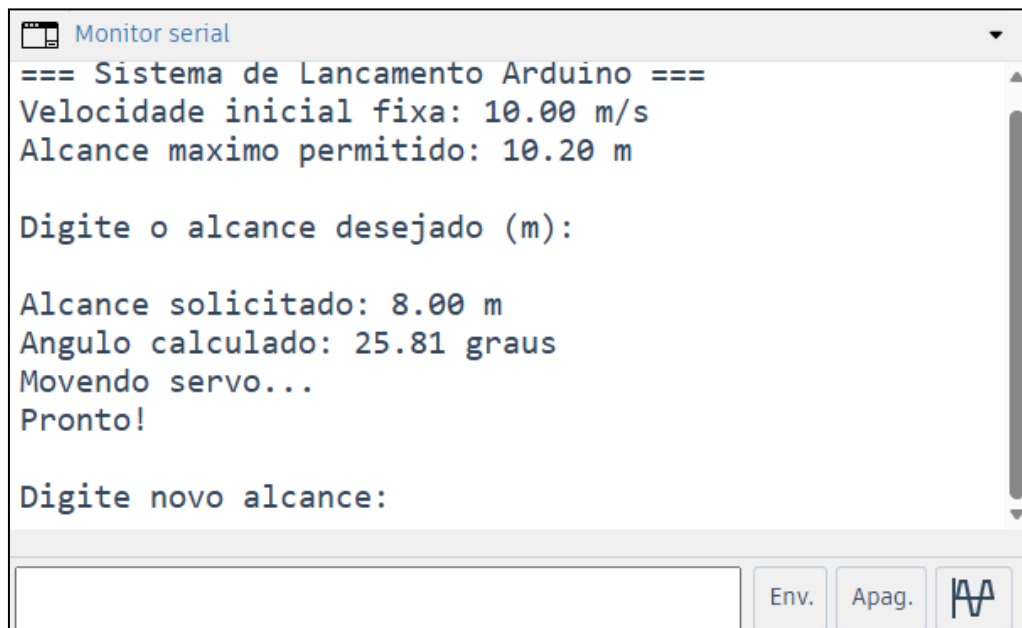 Monitor serial
=== Sistema de Lancamento Arduino ===
Velocidade inicial fixa: 10.00 m/s
Alcance maximo permitido: 10.20 m
Digite o alcance desejado (m):
Alcance solicitado: 8.00 m
Angulo calculado: 25.81 graus
Movendo servo...
Pronto!
Digite novo alcance:
Env. Apag.